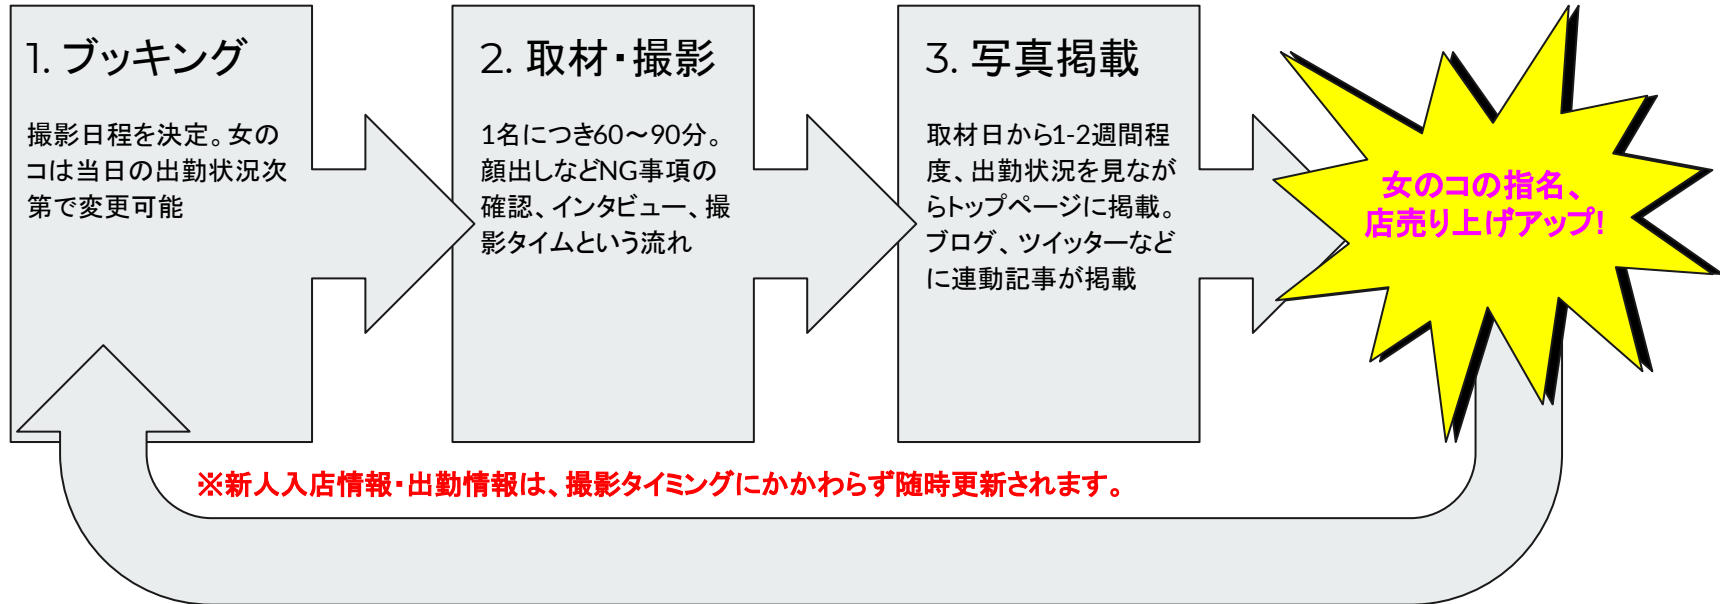 1. ブッキング
撮影日程を決定。女の
コは当日の出勤状況次
第で変更可能
2. 取材・撮影
1名につき60〜90分。
顔出しなどNG事項の
確認、インタビュー、撮
影タイムという流れ
3. 写真掲載
取材日から1-2週間程
度、出勤状況を見なが
らトップページに掲載。
ブログ、ツイッターなど
に連動記事が掲載
女のコの指名、
店売り上げアップ!
※新人入店情報・出勤情報は、撮影タイミングにかかわらず随時更新されます。